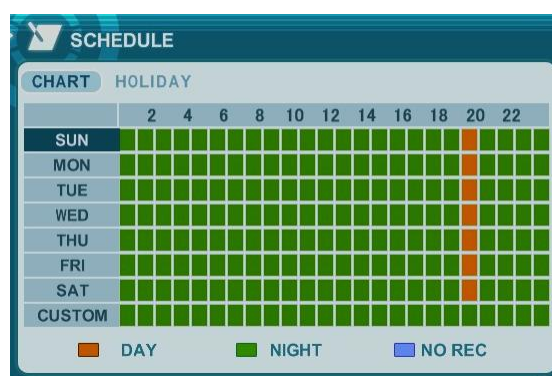 SCHEDULE
CHART HOLIDAY
2 4 6 8 10 12 14 16 18 20 22
SUN
MON
TUE
WED
THU
FRI
SAT
CUSTOM
DAY NIGHT NO REC